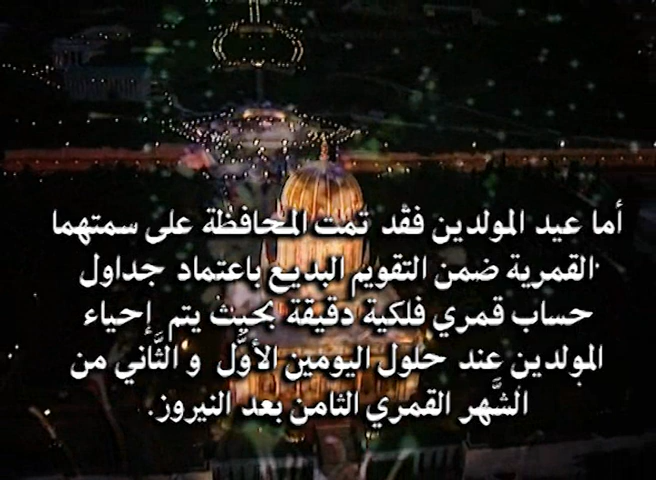 أما عيد المولدين فقد تمت المحافظة على سمتهما
القمرية ضمن التقويم البديع باعتماد جداول
حساب قمري فلكية دقيقة بحيث يتم إحياء
المولدين عند حلول اليومين الأوَّل و الثَّاني من
الشَّهر القمري الثامن بعد النيروز.